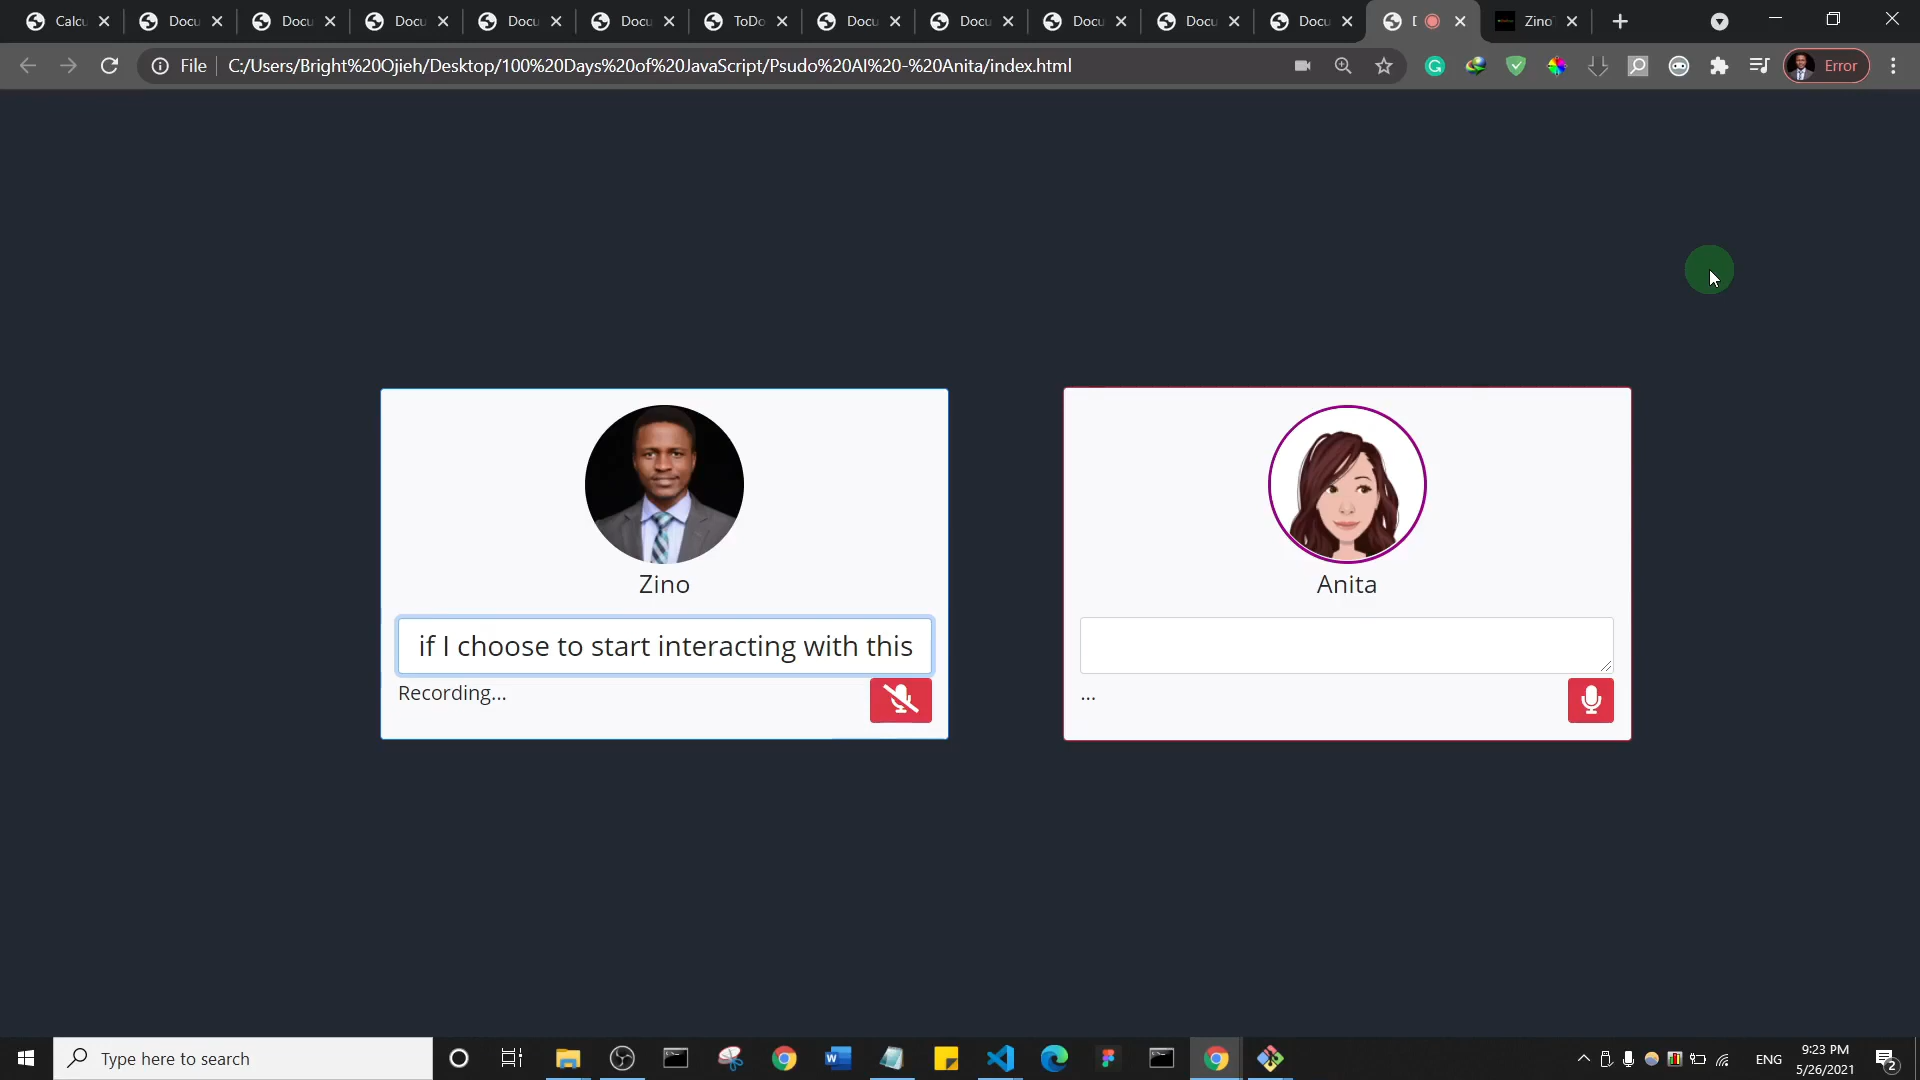 Calcu Docu Docu Docu Docu Docu ToDo Docu Docu Docu Docu Docu D Zino
File C:/Users/Bright%20Ojieh/Desktop/100%20Days%20of%20JavaScript/Psudo%20AI%20-%20Anita/index.html Error
Zino
if I choose to start interacting with this
Recording...
Anita
...
Type here to search
ENG
9:23 PM
5/26/2021
2